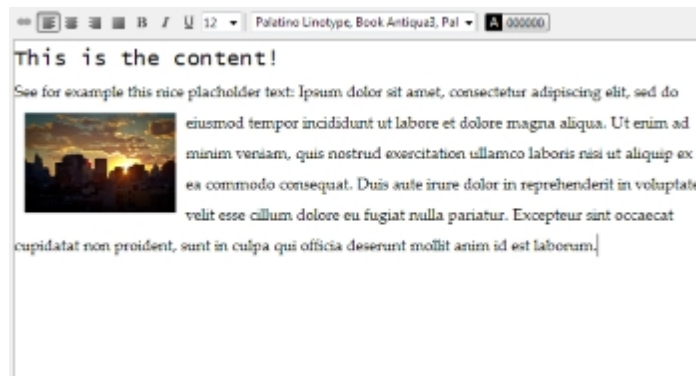 B I U 12 Palatino Linotype, Book Antiqua3, Pal A 000000
This is the content!
See for example this nice placholder text: Ipsum dolor sit amet, consectetur adipiscing elit, sed do
eiusmod tempor incididunt ut labore et dolore magna aliqua. Ut enim ad
minim veniam, quis nostrud exercitation ullamco laboris nisi ut aliquip ex
ea commodo consequat. Duis aute irure dolor in reprehenderit in voluptate
velit esse cillum dolore eu fugiat nulla pariatur. Excepteur sint occaecat
cupidatat non proident, sunt in culpa qui officia deserunt mollit anim id est laborum.